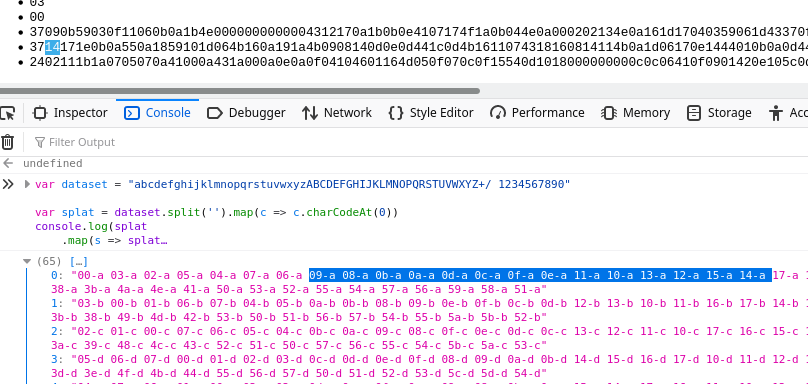 03
00
37090b59030f11060b0a1b4e0000000000004312170a1b0b0e4107174f1a0b044e0a000202134e0a161d17040359061d43370
3714171e0b0a550a1859101d064b160a191a4b0908140d0e0d441c0d4b1611074318160814114b0a1d06170e1444010b0a0d4
2402111b1a0705070a41000a431a000a0e0a0f04104601164d050f070c0f15540d1018000000000c0c06410f0901420e105c0
Inspector Console Debugger Network Style Editor Performance Memory Storage Acc
Filter Output
undefined
var dataset = "abcdefghijklmnopqrstuvwxyzABCDEFGHIJKLMNOPQRSTUVWXYZ+/ 1234567890"
var splat = dataset.split('').map(c => c.charCodeAt(0))
console.log(splat
.map(s => splat…
(65) […]
0: "00-a 03-a 02-a 05-a 04-a 07-a 06-a 09-a 08-a 0b-a 0a-a 0d-a 0c-a 0f-a 0e-a 11-a 10-a 13-a 12-a 15-a 14-a 17-a 1
38-a 3b-a 4a-a 4e-a 41-a 50-a 53-a 52-a 55-a 54-a 57-a 56-a 59-a 58-a 51-a"
1: "03-b 00-b 01-b 06-b 07-b 04-b 05-b 0a-b 0b-b 08-b 09-b 0e-b 0f-b 0c-b 0d-b 12-b 13-b 10-b 11-b 16-b 17-b 14-b 1
3b-b 38-b 49-b 4d-b 42-b 53-b 50-b 51-b 56-b 57-b 54-b 55-b 5a-b 5b-b 52-b"
2: "02-c 01-c 00-c 07-c 06-c 05-c 04-c 0b-c 0a-c 09-c 08-c 0f-c 0e-c 0d-c 0c-c 13-c 12-c 11-c 10-c 17-c 16-c 15-c 1
3a-c 39-c 48-c 4c-c 43-c 52-c 51-c 50-c 57-c 56-c 55-c 54-c 5b-c 5a-c 53-c"
3: "05-d 06-d 07-d 00-d 01-d 02-d 03-d 0c-d 0d-d 0e-d 0f-d 08-d 09-d 0a-d 0b-d 14-d 15-d 16-d 17-d 10-d 11-d 12-d 1
3d-d 3e-d 4f-d 4b-d 44-d 55-d 56-d 57-d 50-d 51-d 52-d 53-d 5c-d 5d-d 54-d"